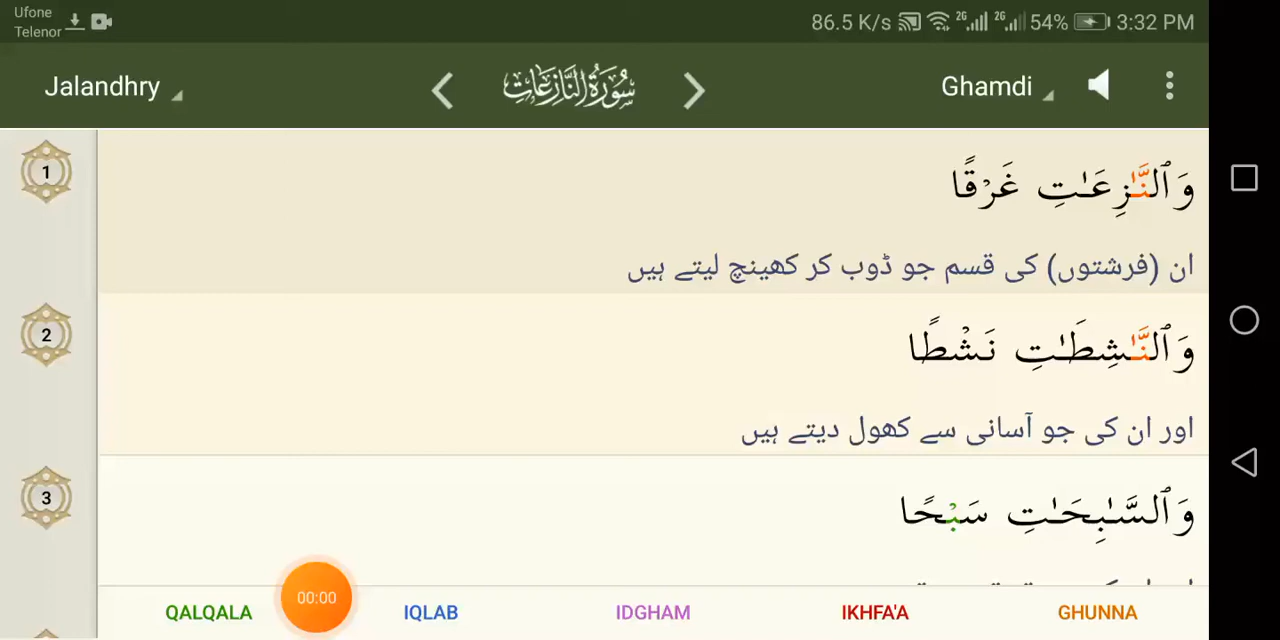 Ufone
Telenor
86.5 K/s 2G 2G 54% 3:32 PM
Jalandhry
سُورَةُ النَّازِعَاتِ
Ghamdi
1
وَٱلنَّـٰزِعَـٰتِ غَرْقًا
ان (فرشتوں) کی قسم جو ڈوب کر کھینچ لیتے ہیں
2
وَٱلنَّـٰشِطَـٰتِ نَشْطًا
اور ان کی جو آسانی سے کھول دیتے ہیں
3
وَٱلسَّـٰبِحَـٰتِ سَبْحًا
00:00
QALQALA IQLAB IDGHAM IKHFA'A GHUNNA